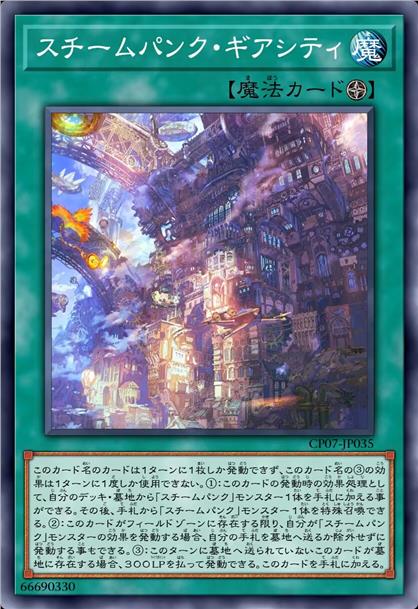 スチームパンク・ギアシティ 魔
【魔法カード】
CP07-JP035
このカード名のカードは1ターンに1枚しか発動できず、このカード名の③の効
果は1ターンに1度しか使用できない。①：このカードの発動時の効果処理とし
て、自分のデッキ・墓地から「スチームパンク」モンスター1体を手札に加える事
ができる。その後、手札から「スチームパンク」モンスター1体を特殊召喚でき
る。②：このカードがフィールドゾーンに存在する限り、自分が「スチームパン
ク」モンスターの効果を発動する場合、自分の手札を墓地へ送るか除外せずに
発動する事もできる。③：このターンに墓地へ送られていないこのカードが墓
地に存在する場合、300LPを払って発動できる。このカードを手札に加える。
66690330